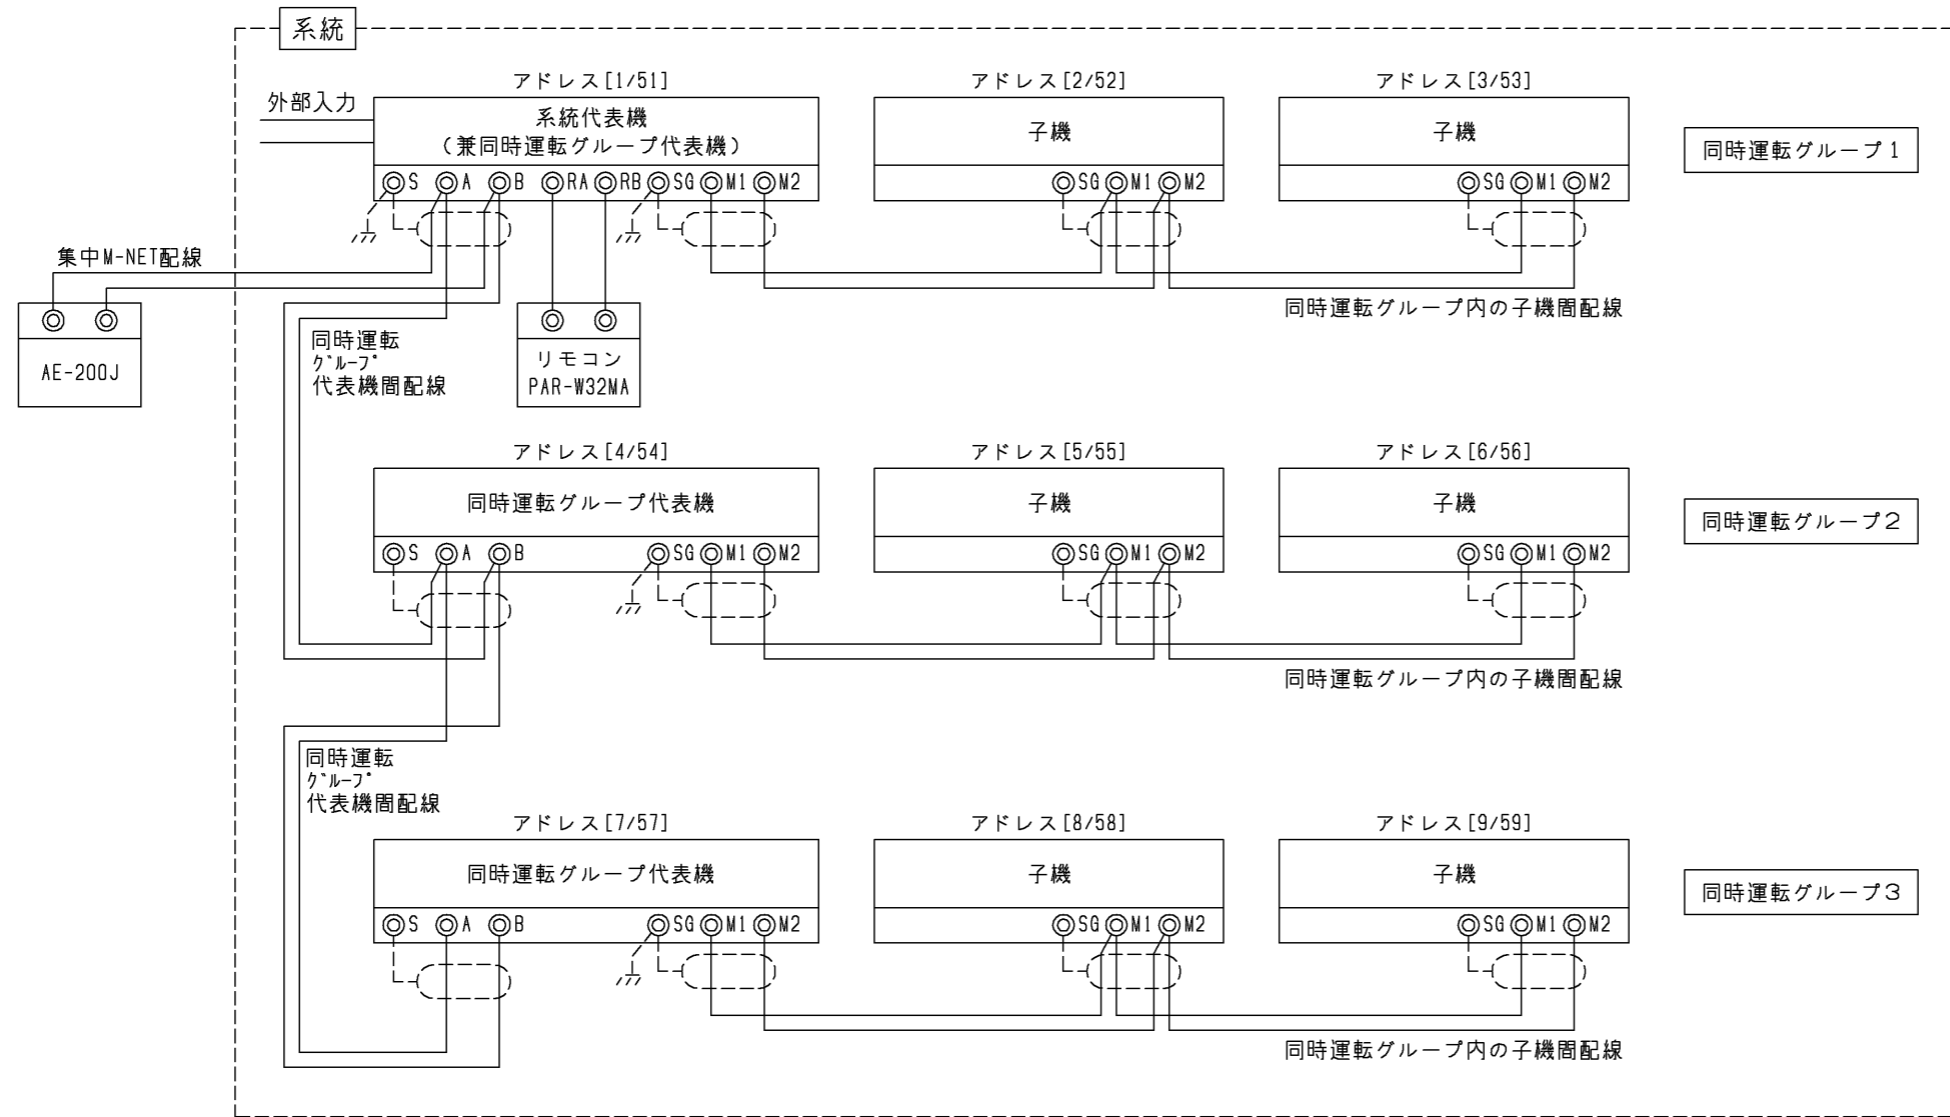 系統
アドレス[1/51]
アドレス[2/52]
アドレス[3/53]
外部入力
系統代表機
（兼同時運転グループ代表機）
子機
子機
同時運転グループ1
S A B RA RB SG M1 M2
SG M1 M2
SG M1 M2
集中M-NET配線
同時運転グループ内の子機間配線
AE-200J
同時運転
ｸﾞﾙｰﾌﾟ
代表機間配線
リモコン
PAR-W32MA
アドレス[4/54]
アドレス[5/55]
アドレス[6/56]
同時運転グループ代表機
子機
子機
同時運転グループ2
S A B SG M1 M2
SG M1 M2
SG M1 M2
同時運転グループ内の子機間配線
同時運転
ｸﾞﾙｰﾌﾟ
代表機間配線
アドレス[7/57]
アドレス[8/58]
アドレス[9/59]
同時運転グループ代表機
子機
子機
同時運転グループ3
S A B SG M1 M2
SG M1 M2
SG M1 M2
同時運転グループ内の子機間配線